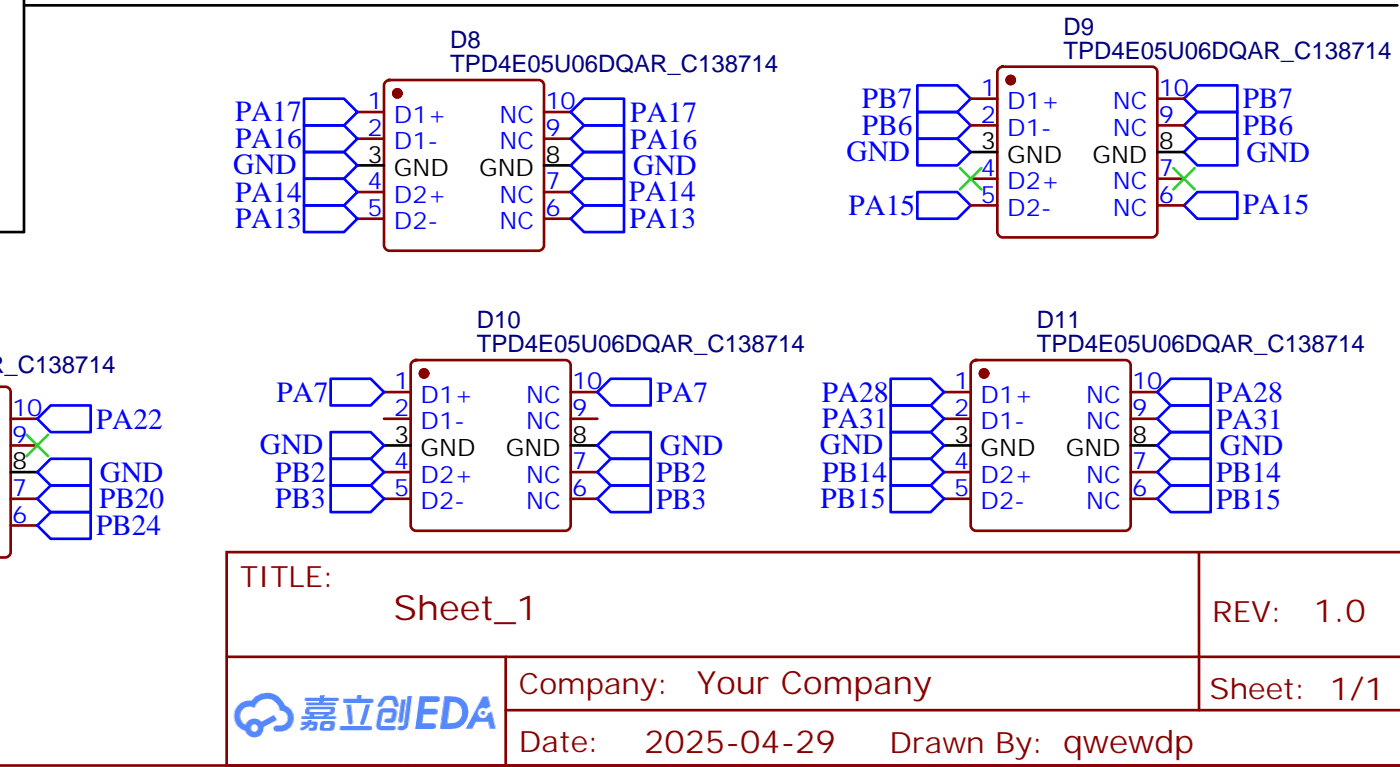 D8
TPD4E05U06DQAR_C138714
PA17 1 D1+ NC 10 PA17
PA16 2 D1- NC 9 PA16
GND 3 GND GND 8 GND
PA14 4 D2+ NC 7 PA14
PA13 5 D2- NC 6 PA13
D9
TPD4E05U06DQAR_C138714
PB7 1 D1+ NC 10 PB7
PB6 2 D1- NC 9 PB6
GND 3 GND GND 8 GND
4 D2+ NC 7
PA15 5 D2- NC 6 PA15
_C138714
10 PA22
9
8 GND
7 PB20
6 PB24
D10
TPD4E05U06DQAR_C138714
PA7 1 D1+ NC 10 PA7
2 D1- NC 9
GND 3 GND GND 8 GND
PB2 4 D2+ NC 7 PB2
PB3 5 D2- NC 6 PB3
D11
TPD4E05U06DQAR_C138714
PA28 1 D1+ NC 10 PA28
PA31 2 D1- NC 9 PA31
GND 3 GND GND 8 GND
PB14 4 D2+ NC 7 PB14
PB15 5 D2- NC 6 PB15
TITLE:
Sheet_1
REV: 1.0
嘉立创EDA
Company: Your Company
Sheet: 1/1
Date: 2025-04-29 Drawn By: qwewdp